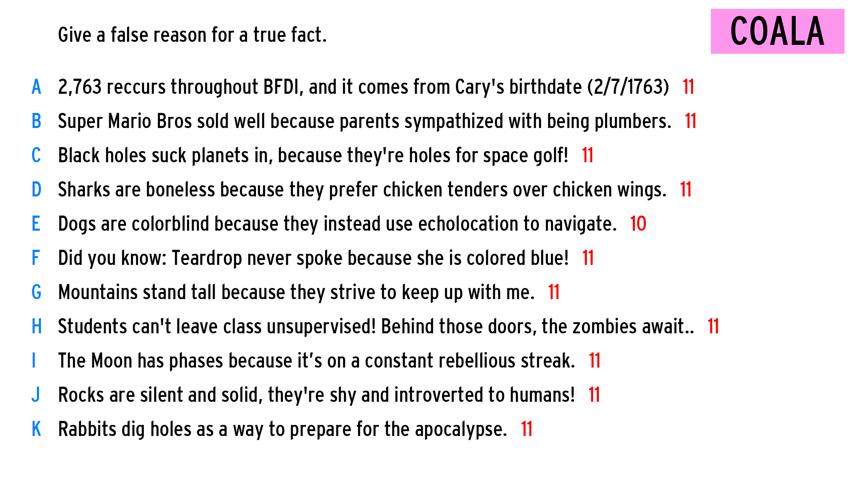 Give a false reason for a true fact.
COALA
A 2,763 reccurs throughout BFDI, and it comes from Cary's birthdate (2/7/1763) 11
B Super Mario Bros sold well because parents sympathized with being plumbers. 11
C Black holes suck planets in, because they're holes for space golf! 11
D Sharks are boneless because they prefer chicken tenders over chicken wings. 11
E Dogs are colorblind because they instead use echolocation to navigate. 10
F Did you know: Teardrop never spoke because she is colored blue! 11
G Mountains stand tall because they strive to keep up with me. 11
H Students can't leave class unsupervised! Behind those doors, the zombies await.. 11
I The Moon has phases because it’s on a constant rebellious streak. 11
J Rocks are silent and solid, they're shy and introverted to humans! 11
K Rabbits dig holes as a way to prepare for the apocalypse. 11